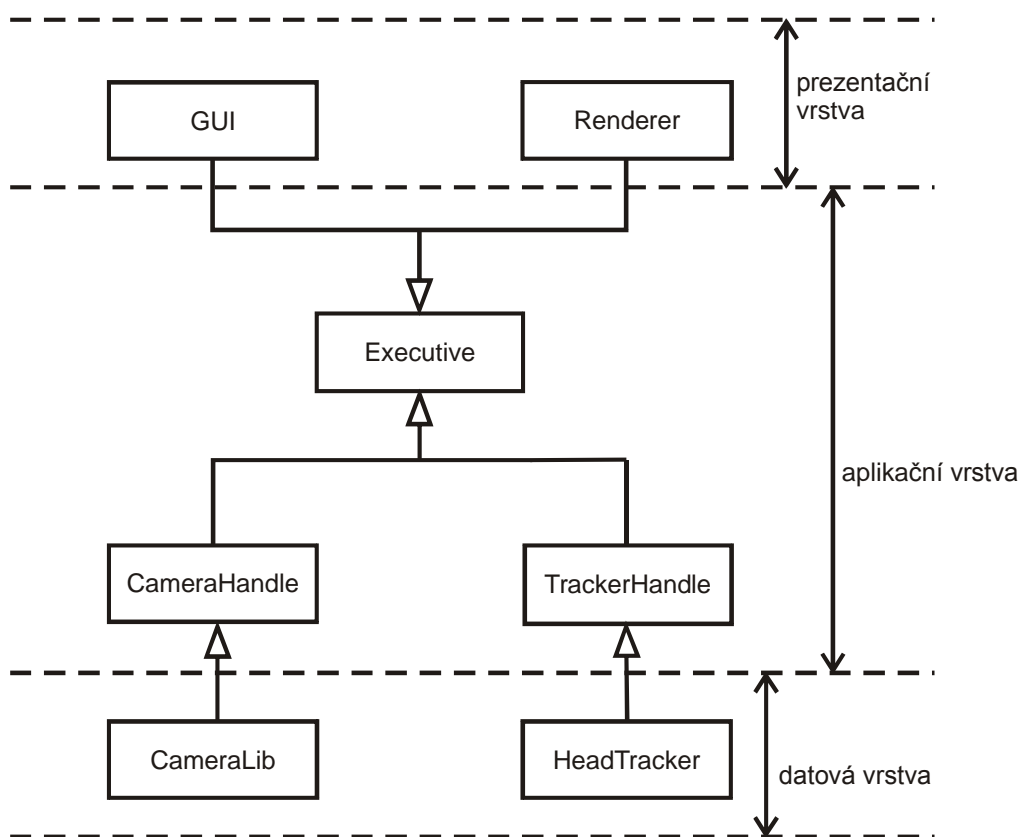 GUI
Renderer
prezentační
vrstva
Executive
aplikační vrstva
CameraHandle
TrackerHandle
CameraLib
HeadTracker
datová vrstva